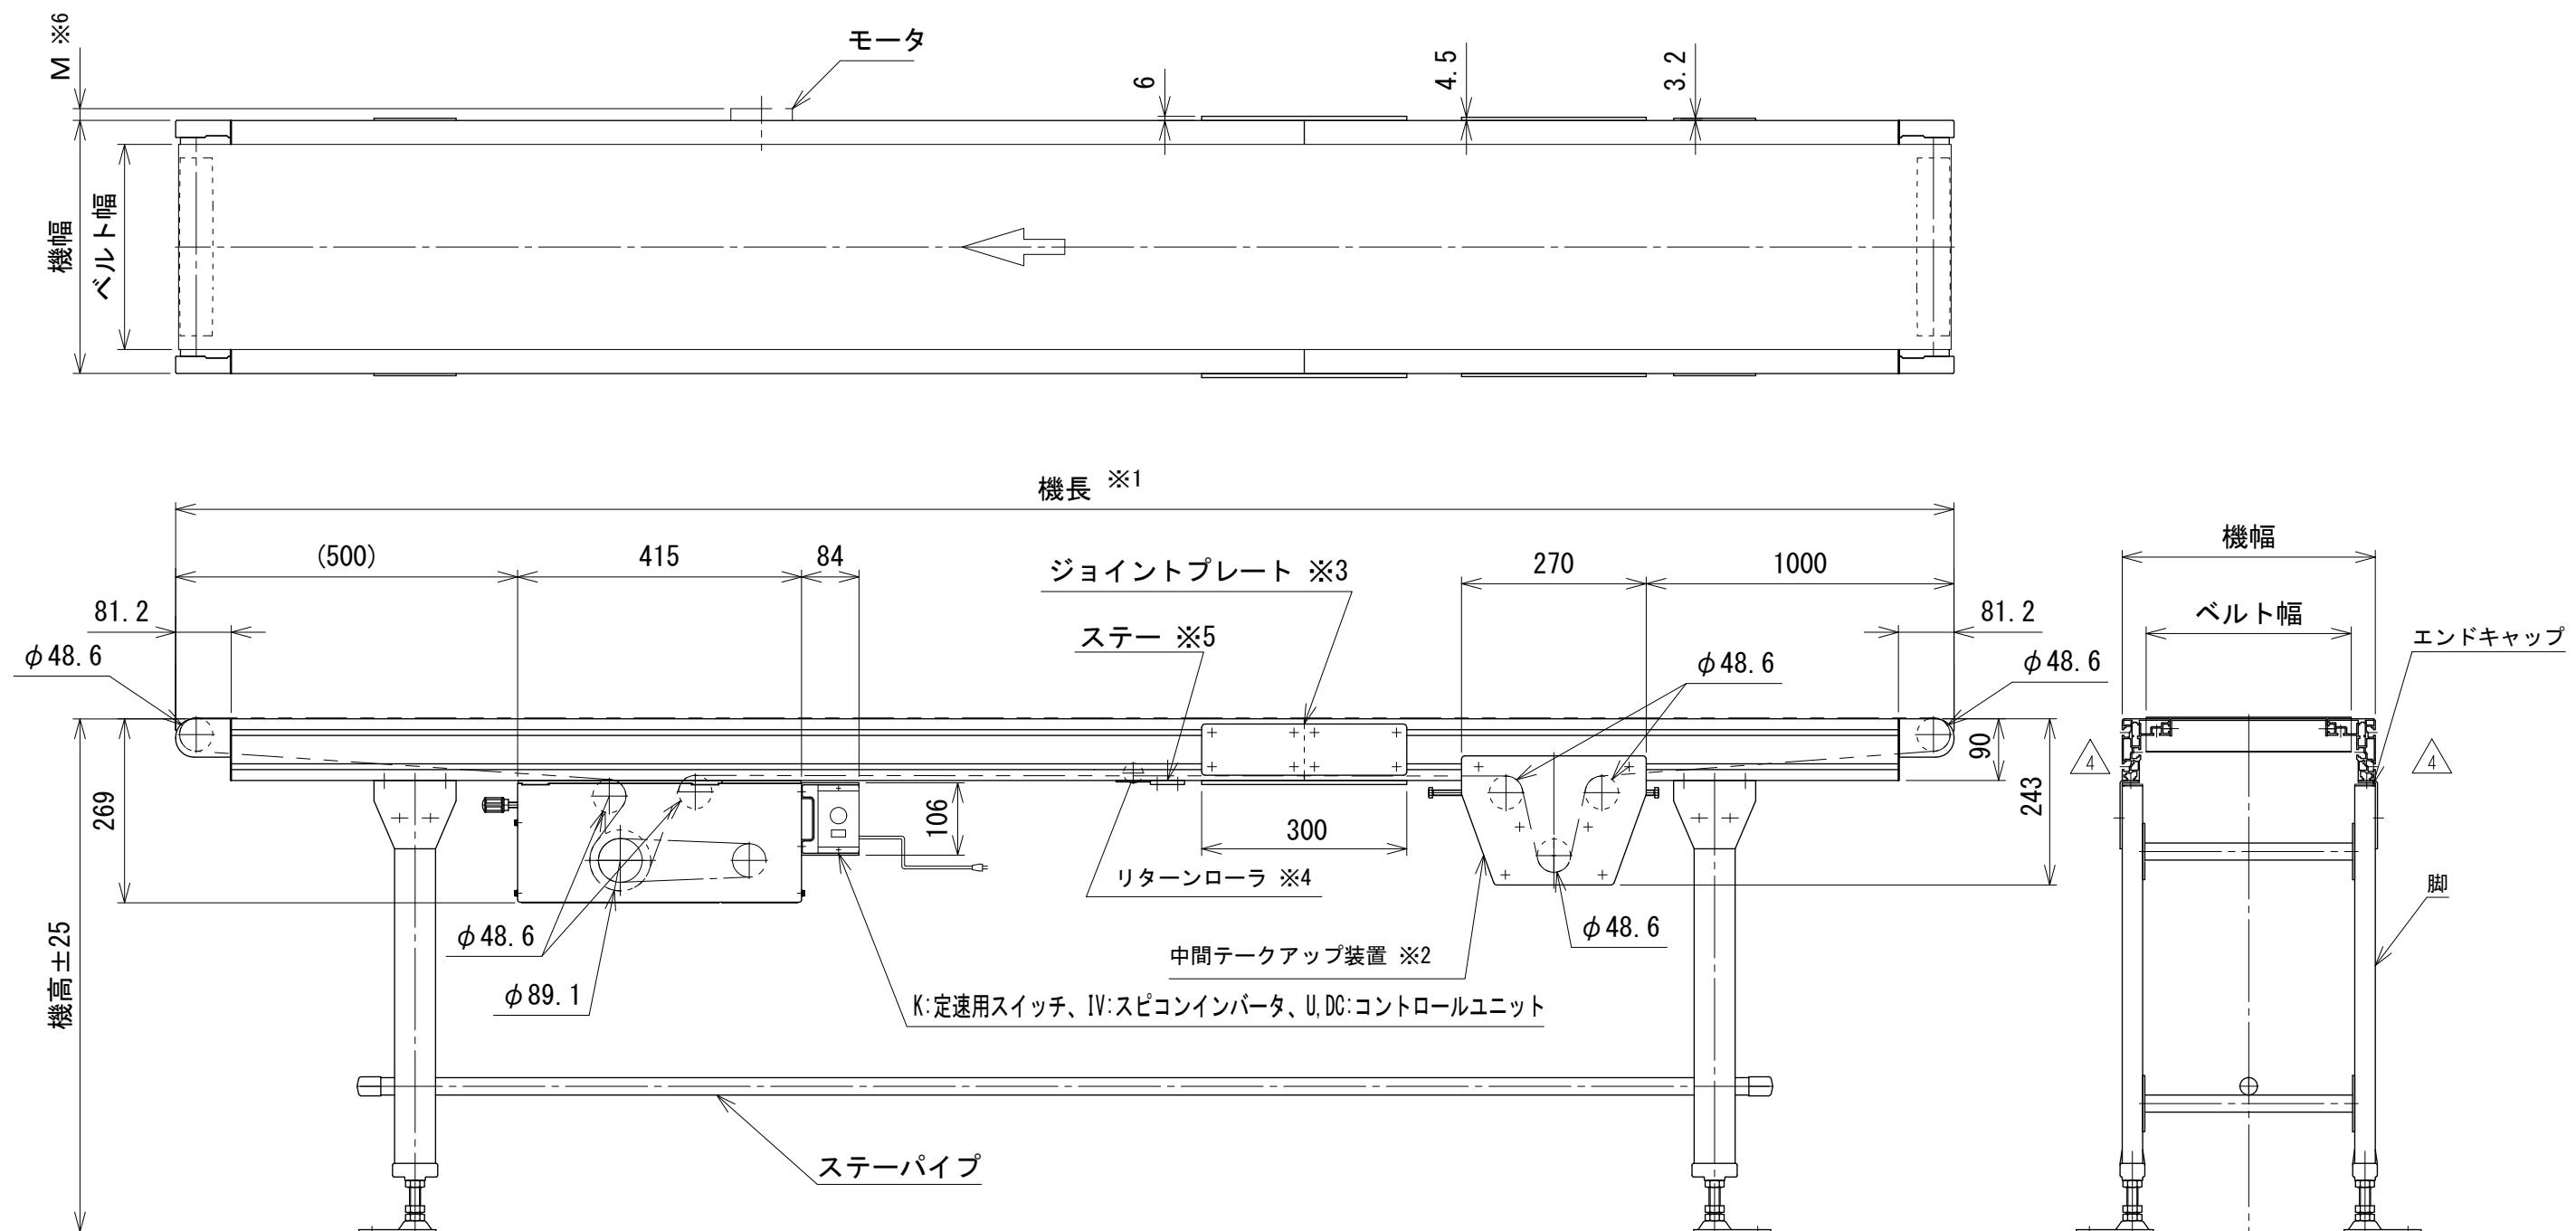 M ※6
機幅
ベルト幅
モータ
6
4.5
3.2
機長 ※1
(500)
415
84
ジョイントプレート ※3
270
1000
機幅
81.2
ステー ※5
81.2
ベルト幅
エンドキャップ
φ48.6
φ48.6
φ48.6
269
106
300
90
243
4
4
リターンローラ ※4
脚
φ48.6
φ48.6
中間テークアップ装置 ※2
φ89.1
K:定速用スイッチ、IV:スピコンインバータ、U,DC:コントロールユニット
機高±25
ステーパイプ